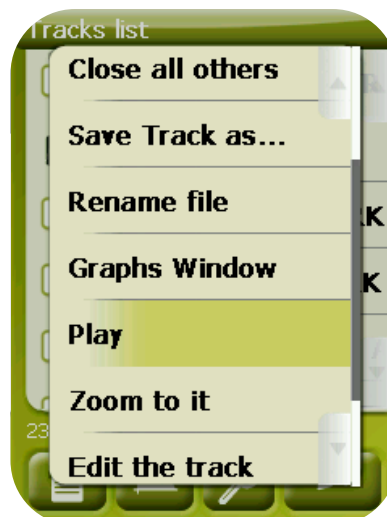 Tracks list
Close all others
Save Track as...
Rename file
K
Graphs Window
K
Play
Zoom to it
23
Edit the track